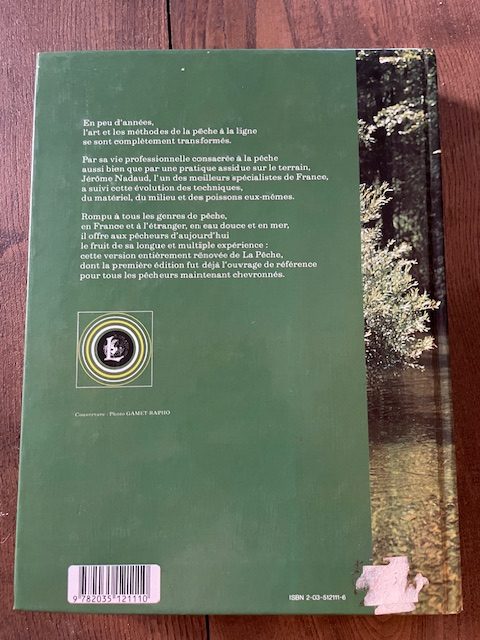 En peu d'années,
l'art et les méthodes de la pêche à la ligne
se sont complètement transformés.
Par sa vie professionnelle consacrée à la pêche
aussi bien que par une pratique assidue sur le terrain,
Jérôme Nadaud, l'un des meilleurs spécialistes de France,
a suivi cette évolution des techniques,
du matériel, du milieu et des poissons eux-mêmes.
Rompu à tous les genres de pêche,
en France et à l'étranger, en eau douce et en mer,
il offre aux pêcheurs d'aujourd'hui
le fruit de sa longue et multiple expérience :
cette version entièrement rénovée de La Pêche,
dont la première édition fut déjà l'ouvrage de référence
pour tous les pêcheurs maintenant chevronnés.
L
Couverture : Photo GAMET-RAPHO
9 782035 121110
ISBN 2-03-512111-6